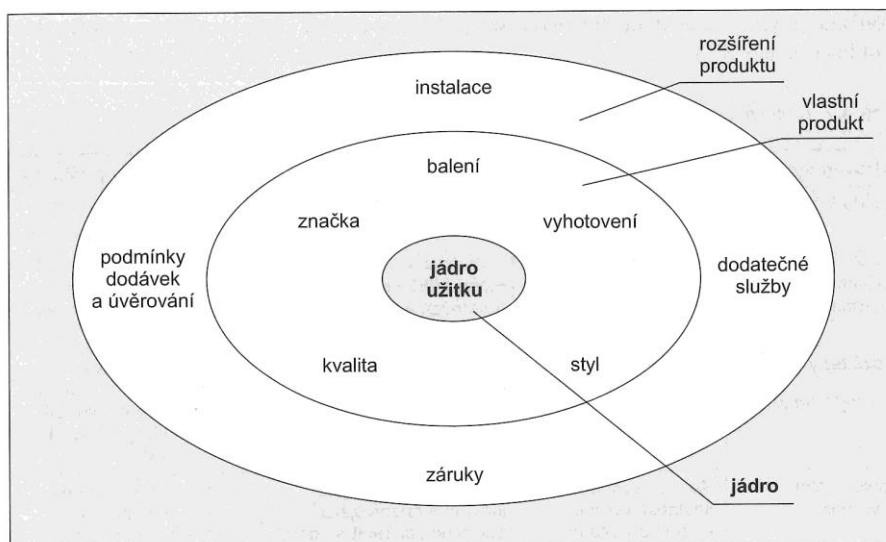 rozšíření
produktu
instalace
vlastní
produkt
balení
značka
vyhotovení
podmínky
dodávek
a úvěrování
jádro
užitku
dodatečné
služby
kvalita
styl
záruky
jádro